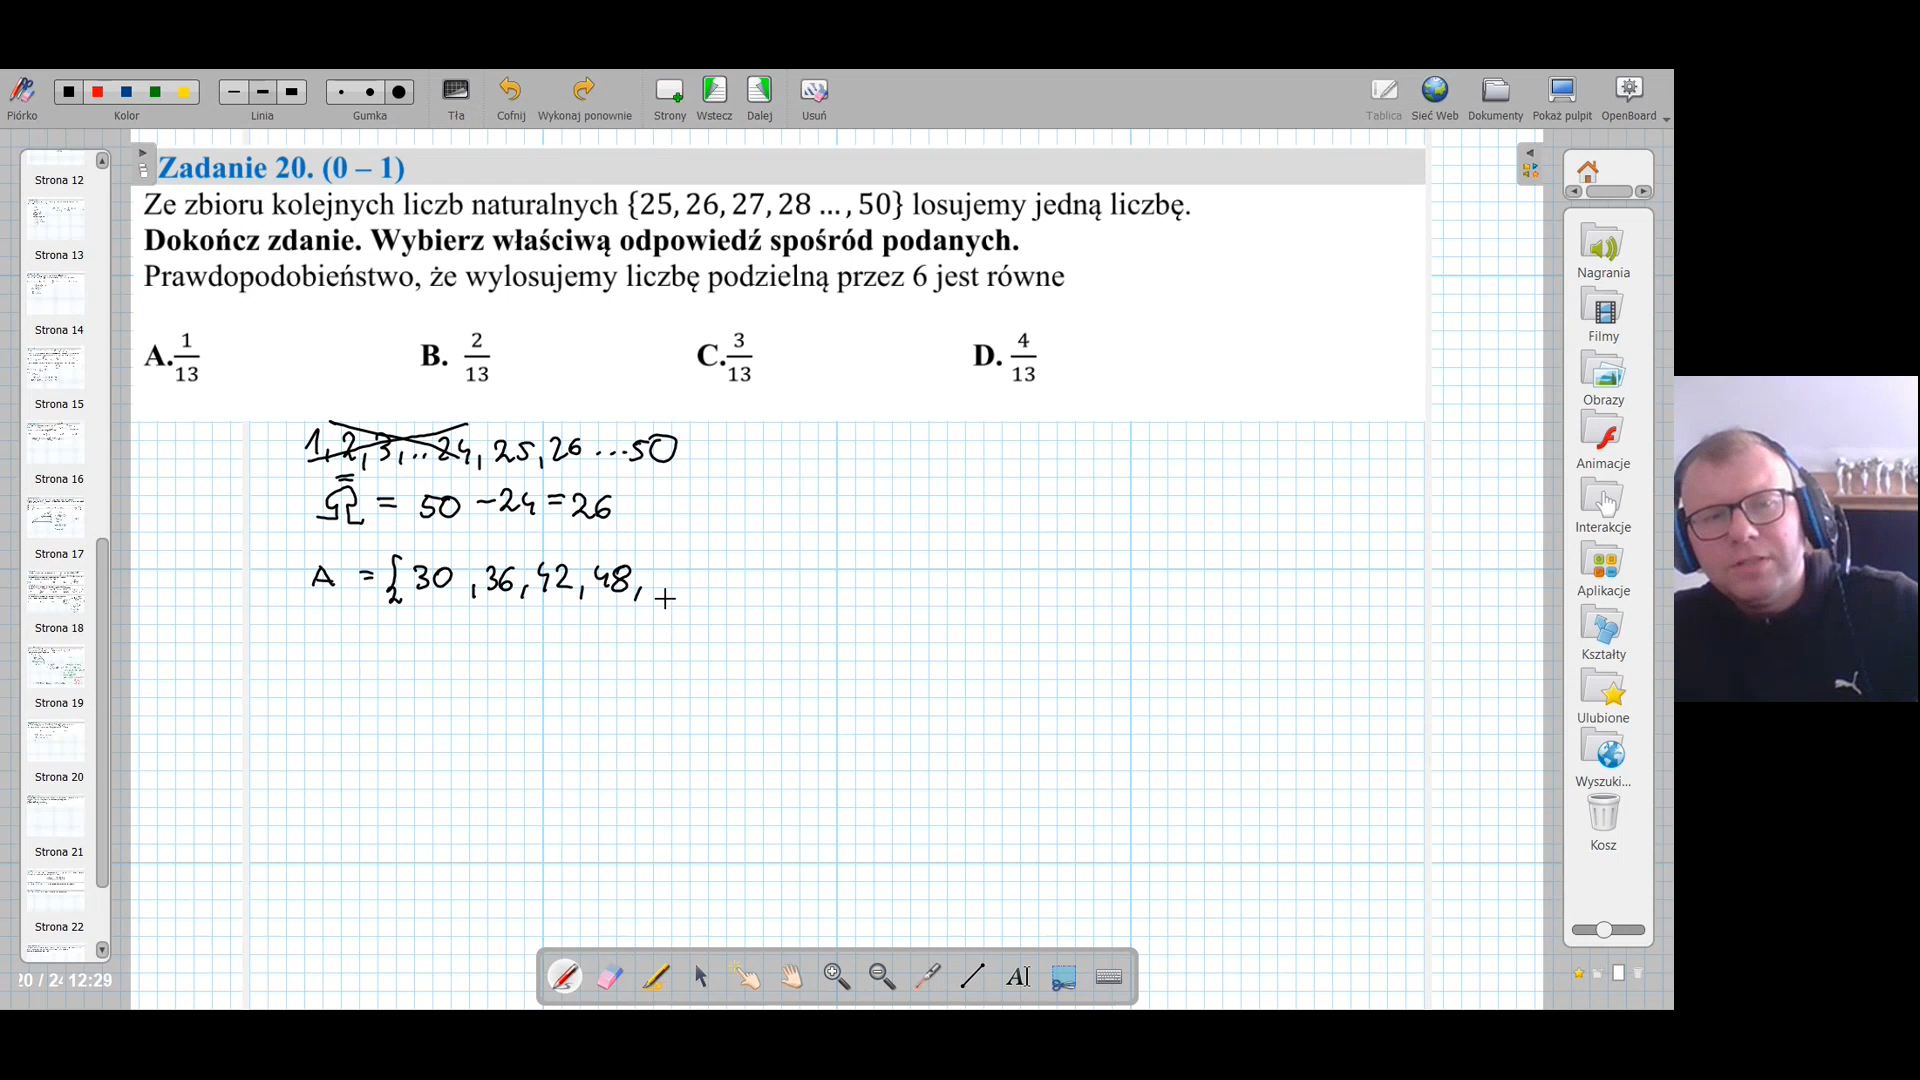 Piórko
Kolor
Linia
Gumka
Tła
Cofnij
Wykonaj ponownie
Strony
Wstecz
Dalej
Usuń
Tablica
Sieć Web
Dokumenty
Pokaż pulpit
OpenBoard
Strona 12
Strona 13
Strona 14
Strona 15
Strona 16
Strona 17
Strona 18
Strona 19
Strona 20
Strona 21
Strona 22
20 / 24 12:29
Zadanie 20. (0 – 1)
Ze zbioru kolejnych liczb naturalnych {25, 26, 27, 28 … , 50} losujemy jedną liczbę.
Dokończ zdanie. Wybierz właściwą odpowiedź spośród podanych.
Prawdopodobieństwo, że wylosujemy liczbę podzielną przez 6 jest równe
A. 1/13 B. 2/13 C. 3/13 D. 4/13
1, 2, 3, .. 24, 25, 26 ... 50
Ω = 50 - 24 = 26
A = { 30 , 36, 42, 48,
Nagrania
Filmy
Obrazy
Animacje
Interakcje
Aplikacje
Kształty
Ulubione
Wyszuki...
Kosz
AI